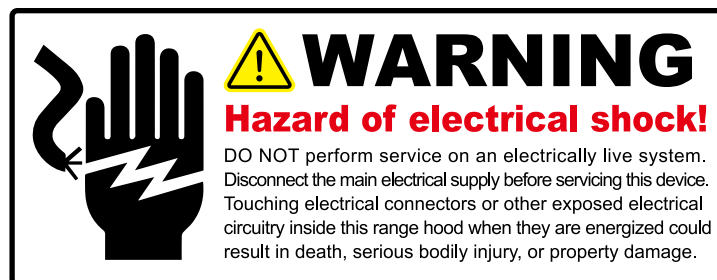 WARNING
Hazard of electrical shock!
DO NOT perform service on an electrically live system.
Disconnect the main electrical supply before servicing this device.
Touching electrical connectors or other exposed electrical
circuitry inside this range hood when they are energized could
result in death, serious bodily injury, or property damage.